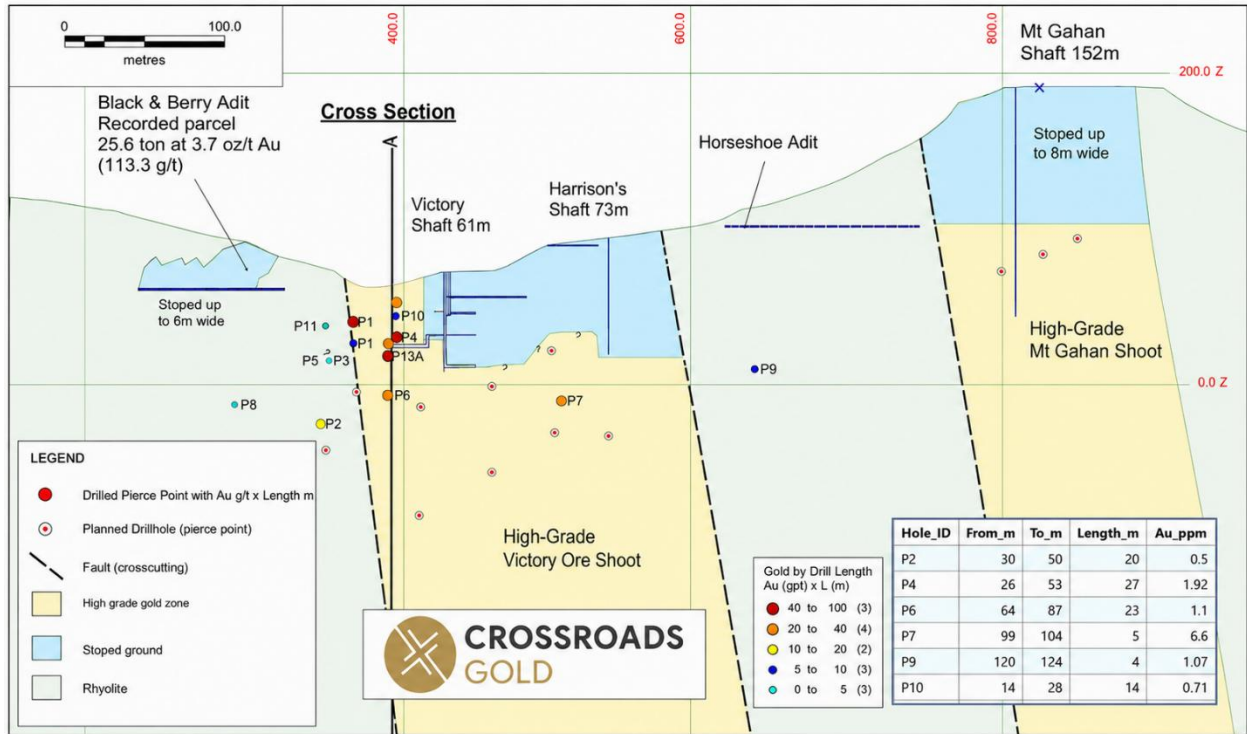 0 100.0
metres
400.0
600.0
800.0
Mt Gahan
Shaft 152m
200.0 Z
Black & Berry Adit
Recorded parcel
25.6 ton at 3.7 oz/t Au
(113.3 g/t)
Cross Section
A
Victory
Shaft 61m
Harrison's
Shaft 73m
Horseshoe Adit
Stoped up
to 8m wide
Stoped up
to 6m wide
P11
P1
P10
P1
P4
P5
?
P3
P13A
?
?
?
P8
P6
P7
P2
P9
0.0 Z
High-Grade
Mt Gahan Shoot
High-Grade
Victory Ore Shoot
LEGEND
Drilled Pierce Point with Au g/t x Length m
Planned Drillhole (pierce point)
Fault (crosscutting)
High grade gold zone
Stoped ground
Rhyolite
CROSSROADS
GOLD
Gold by Drill Length
Au (gpt) x L (m)
40 to 100 (3)
20 to 40 (4)
10 to 20 (2)
5 to 10 (3)
0 to 5 (3)
Hole_ID From_m To_m Length_m Au_ppm
P2 30 50 20 0.5
P4 26 53 27 1.92
P6 64 87 23 1.1
P7 99 104 5 6.6
P9 120 124 4 1.07
P10 14 28 14 0.71